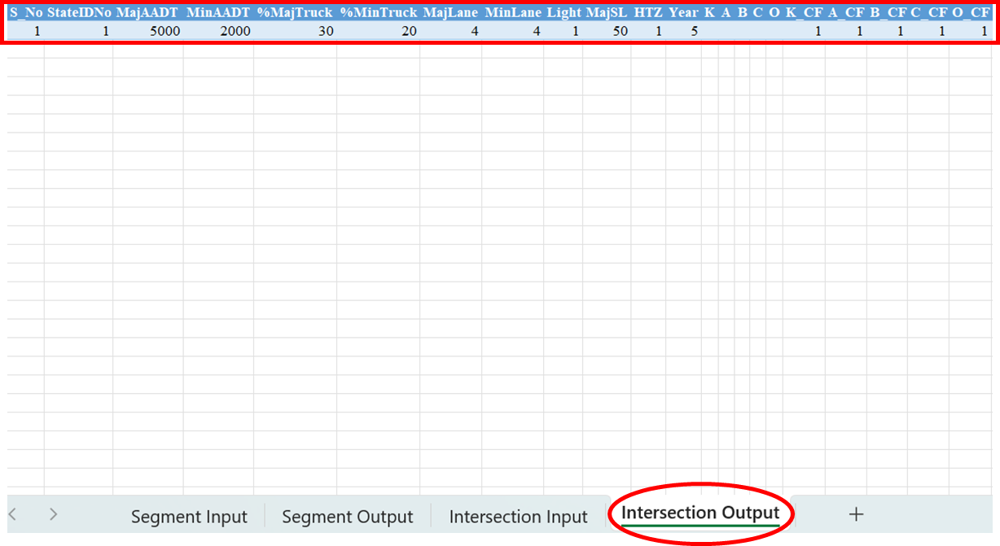 S_No StateIDNo MajAADT MinAADT %MajTruck %MinTruck MajLane MinLane Light MajSL HTZ Year K A B C O K_CF A_CF B_CF C_CF O_CF
1 1 5000 2000 30 20 4 4 1 50 1 5 1 1 1 1 1
Segment Input Segment Output Intersection Input Intersection Output +